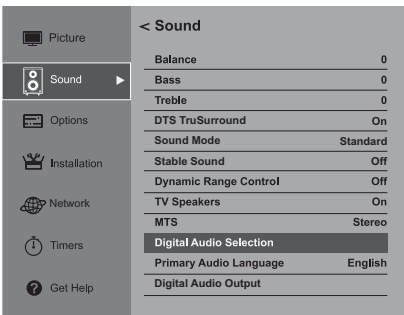 Picture
Sound
Options
Installation
Network
Timers
Get Help
< Sound
Balance 0
Bass 0
Treble 0
DTS TruSurround On
Sound Mode Standard
Stable Sound Off
Dynamic Range Control Off
TV Speakers On
MTS Stereo
Digital Audio Selection
Primary Audio Language English
Digital Audio Output